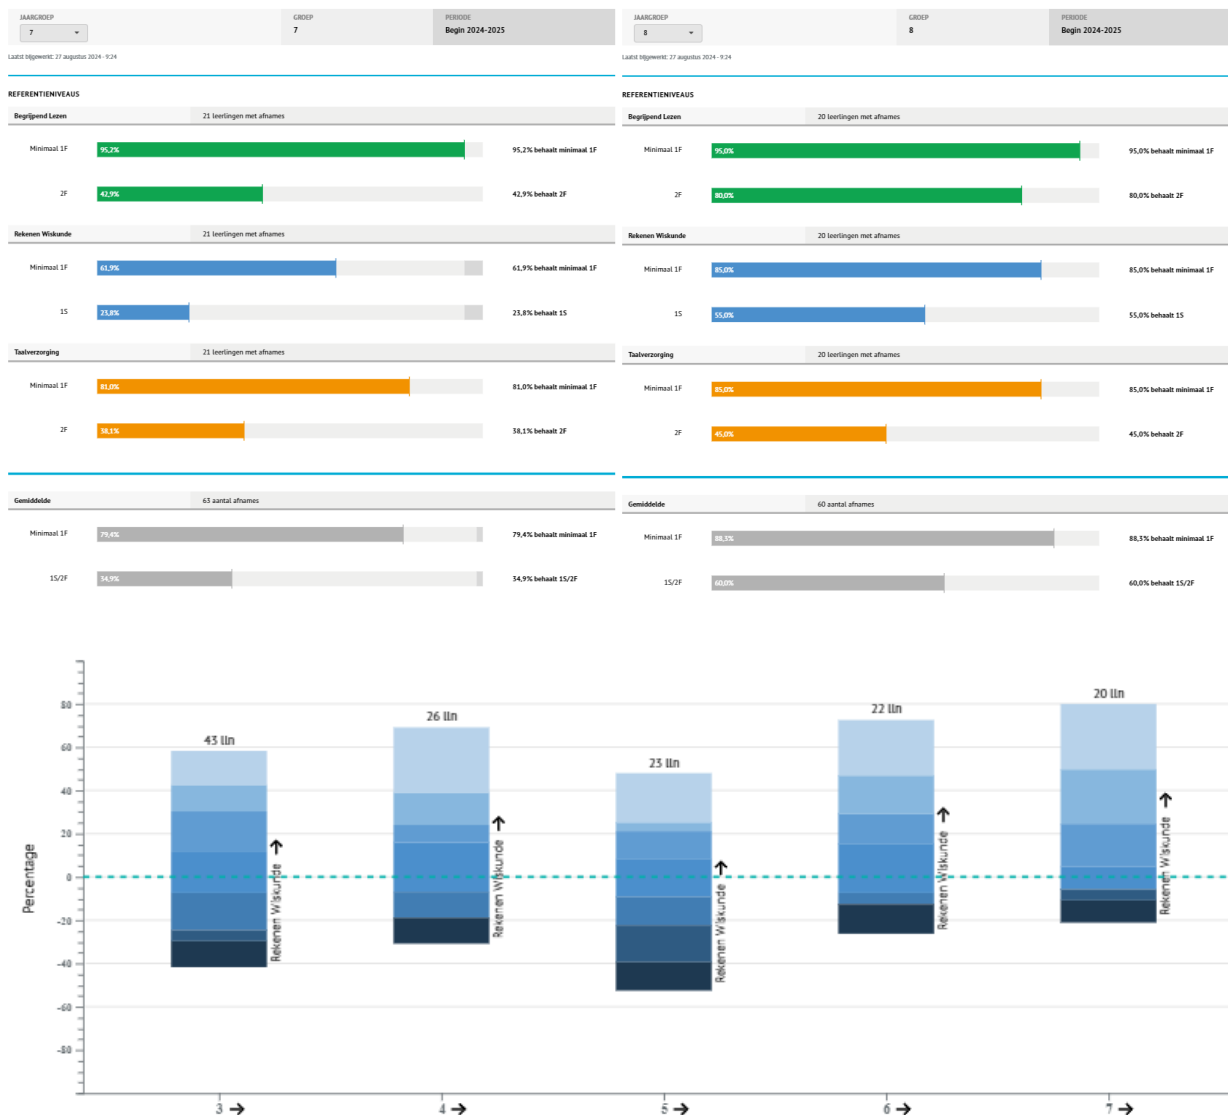 JAARGROEP
7
GROEP
7
PERIODE
Begin 2024-2025
Laatst bijgewerkt: 27 augustus 2024 - 9:24
REFERENTIENIVEAUS
Begrijpend Lezen 21 leerlingen met afnames
Minimaal 1F 95,2% 95,2% behaalt minimaal 1F
2F 42,9% 42,9% behaalt 2F
Rekenen Wiskunde 21 leerlingen met afnames
Minimaal 1F 61,9% 61,9% behaalt minimaal 1F
1S 23,8% 23,8% behaalt 1S
Taalverzorging 21 leerlingen met afnames
Minimaal 1F 81,0% 81,0% behaalt minimaal 1F
2F 38,1% 38,1% behaalt 2F
Gemiddelde 63 aantal afnames
Minimaal 1F 79,4% 79,4% behaalt minimaal 1F
1S/2F 34,9% 34,9% behaalt 1S/2F
JAARGROEP
8
GROEP
8
PERIODE
Begin 2024-2025
Laatst bijgewerkt: 27 augustus 2024 - 9:24
REFERENTIENIVEAUS
Begrijpend Lezen 20 leerlingen met afnames
Minimaal 1F 95,0% 95,0% behaalt minimaal 1F
2F 80,0% 80,0% behaalt 2F
Rekenen Wiskunde 20 leerlingen met afnames
Minimaal 1F 85,0% 85,0% behaalt minimaal 1F
1S 55,0% 55,0% behaalt 1S
Taalverzorging 20 leerlingen met afnames
Minimaal 1F 85,0% 85,0% behaalt minimaal 1F
2F 45,0% 45,0% behaalt 2F
Gemiddelde 60 aantal afnames
Minimaal 1F 88,3% 88,3% behaalt minimaal 1F
1S/2F 60,0% 60,0% behaalt 1S/2F
Percentage
80
60
40
20
0
-20
-40
-60
-80
43 lln
26 lln
23 lln
22 lln
20 lln
Rekenen Wiskunde →
Rekenen Wiskunde →
Rekenen Wiskunde →
Rekenen Wiskunde →
Rekenen Wiskunde →
3 → 4 → 5 → 6 → 7 →